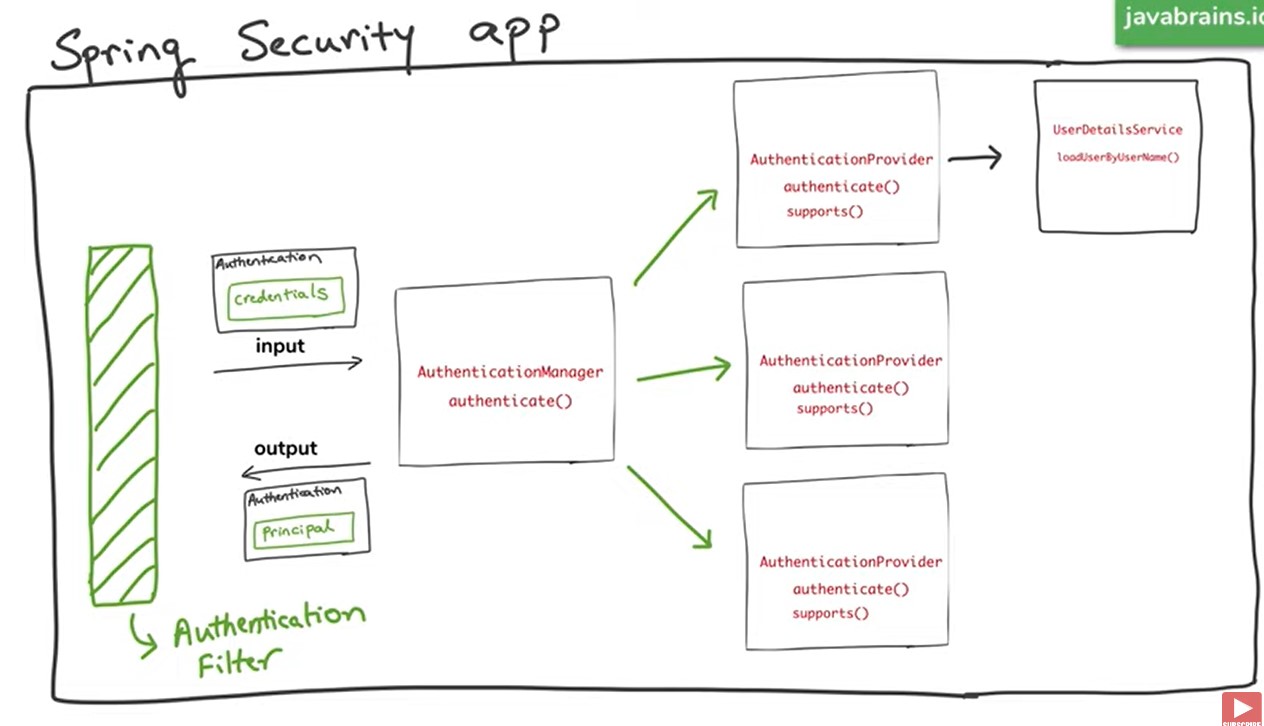 Spring Security app
javabrains.io
AuthenticationProvider
authenticate()
supports()
UserDetailsService
loadUserByUserName()
Authentication
credentials
input
AuthenticationManager
authenticate()
AuthenticationProvider
authenticate()
supports()
output
Authentication
Principal
AuthenticationProvider
authenticate()
supports()
Authentication
Filter
SUBSCRIBE